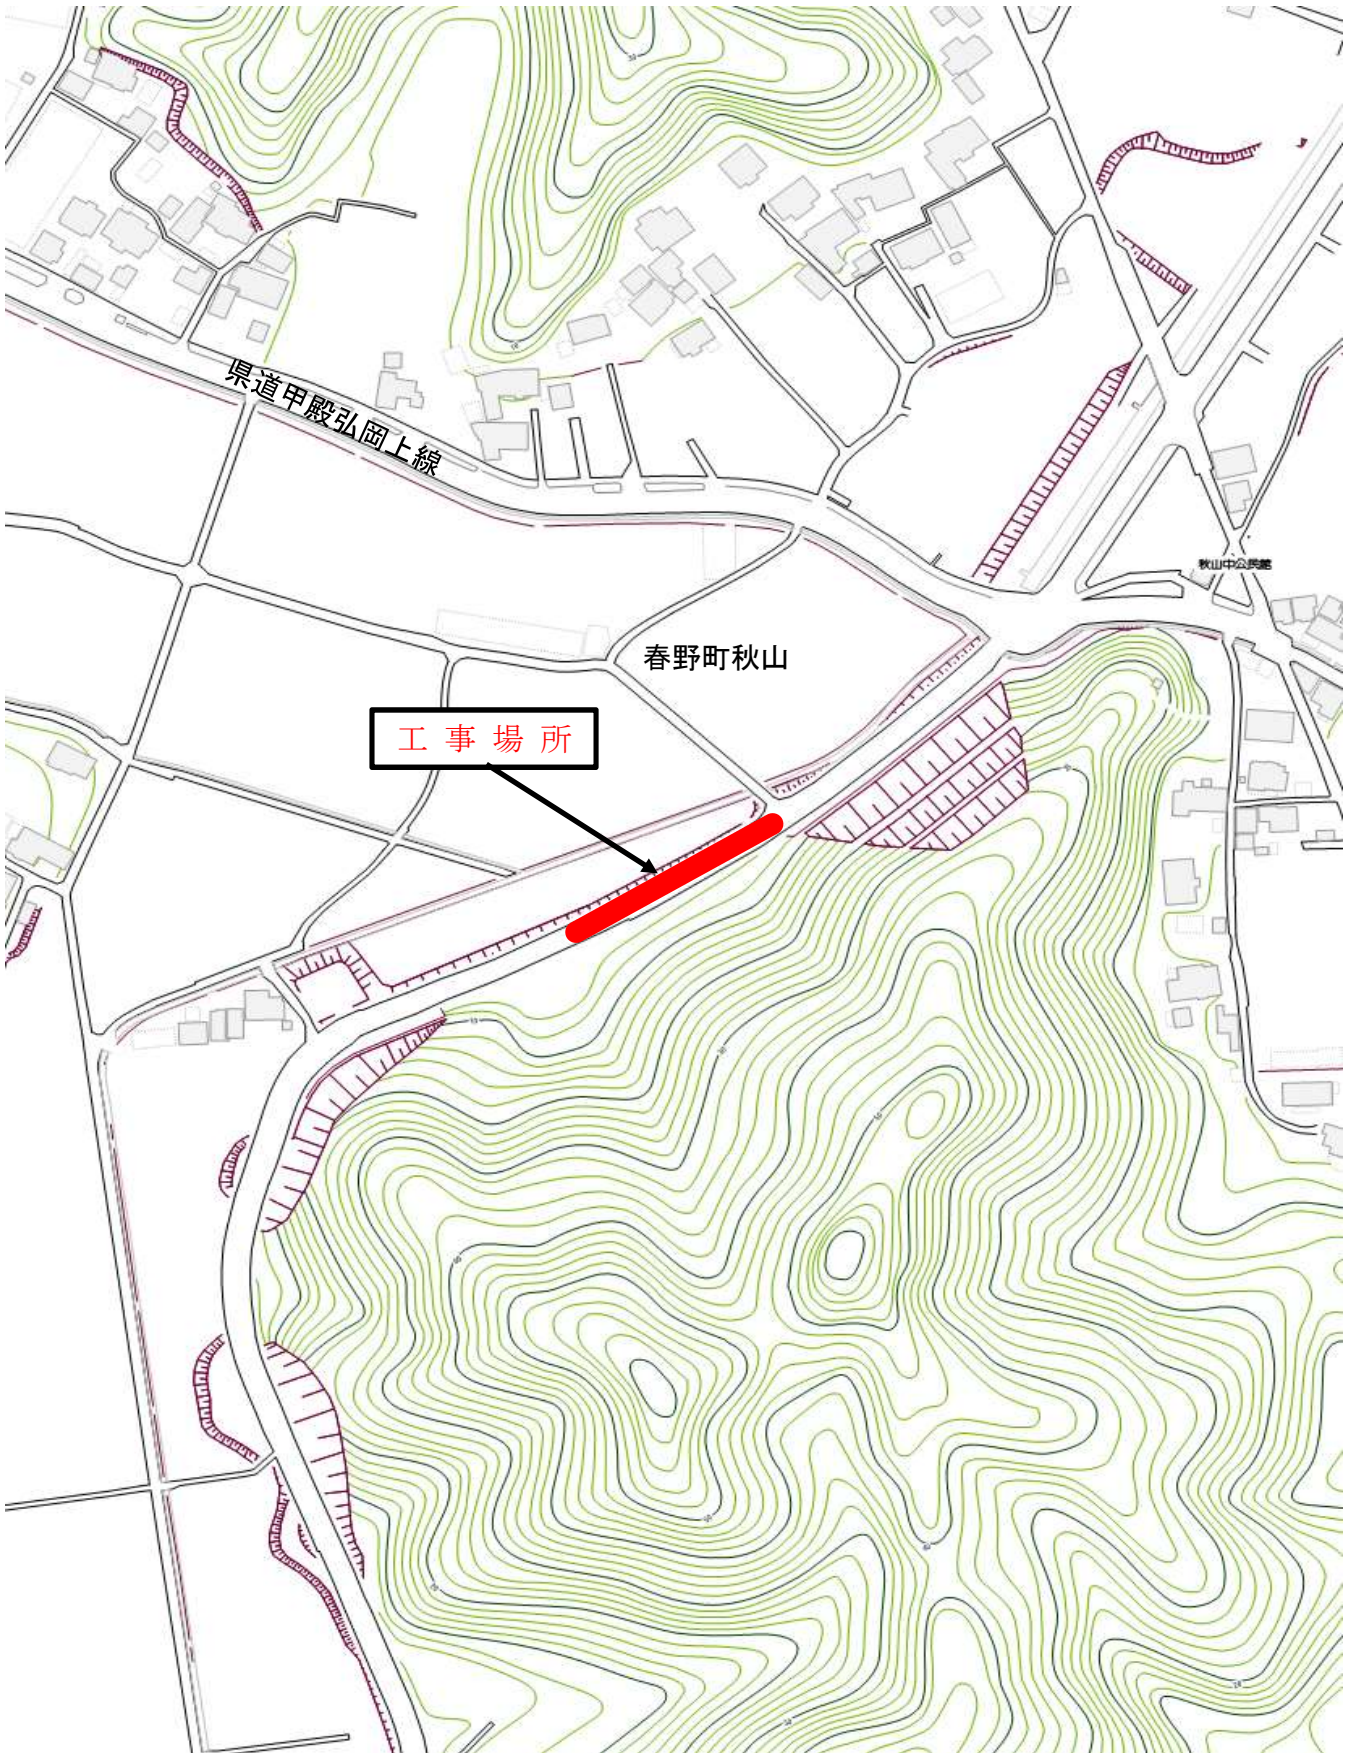 県道甲殿弘岡上線
秋山中公民館
春野町秋山
工事場所